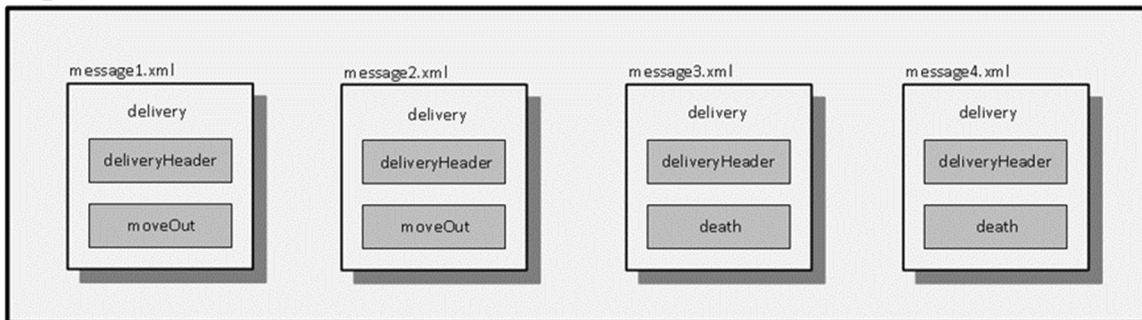 message1.xml
delivery
deliveryHeader
moveOut
message2.xml
delivery
deliveryHeader
moveOut
message3.xml
delivery
deliveryHeader
death
message4.xml
delivery
deliveryHeader
death